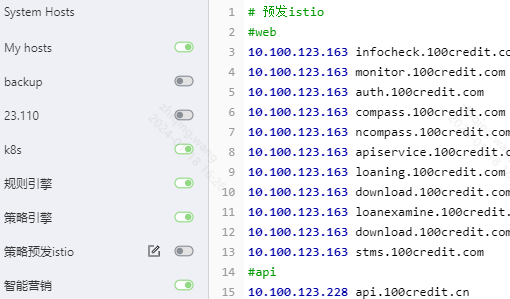 System Hosts
My hosts
backup
23.110
k8s
规则引擎
策略引擎
策略预发istio
智能营销
1 # 预发istio
2 #web
3 10.100.123.163 infocheck.100credit.co
4 10.100.123.163 monitor.100credit.com
5 10.100.123.163 auth.100credit.com
6 10.100.123.163 compass.100credit.com
7 10.100.123.163 ncompass.100credit.com
8 10.100.123.163 apiservice.100credit.c
9 10.100.123.163 loaning.100credit.com
10 10.100.123.163 download.100credit.com
11 10.100.123.163 loanexamine.100credit.
12 10.100.123.163 download.100credit.com
13 10.100.123.163 stms.100credit.com
14 #api
15 10.100.123.228 api.100credit.cn